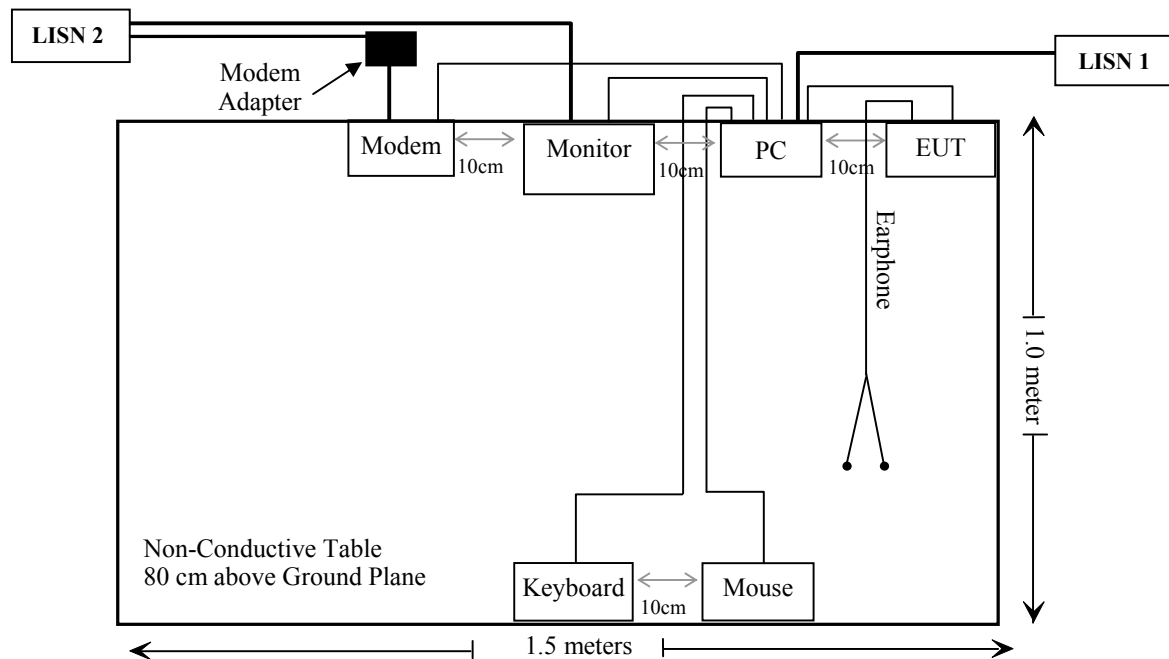 LISN 2
LISN 1
Modem
Adapter
Modem
10cm
Monitor
10cm
PC
10cm
EUT
Earphone
1.0 meter
Non-Conductive Table
80 cm above Ground Plane
Keyboard
10cm
Mouse
1.5 meters